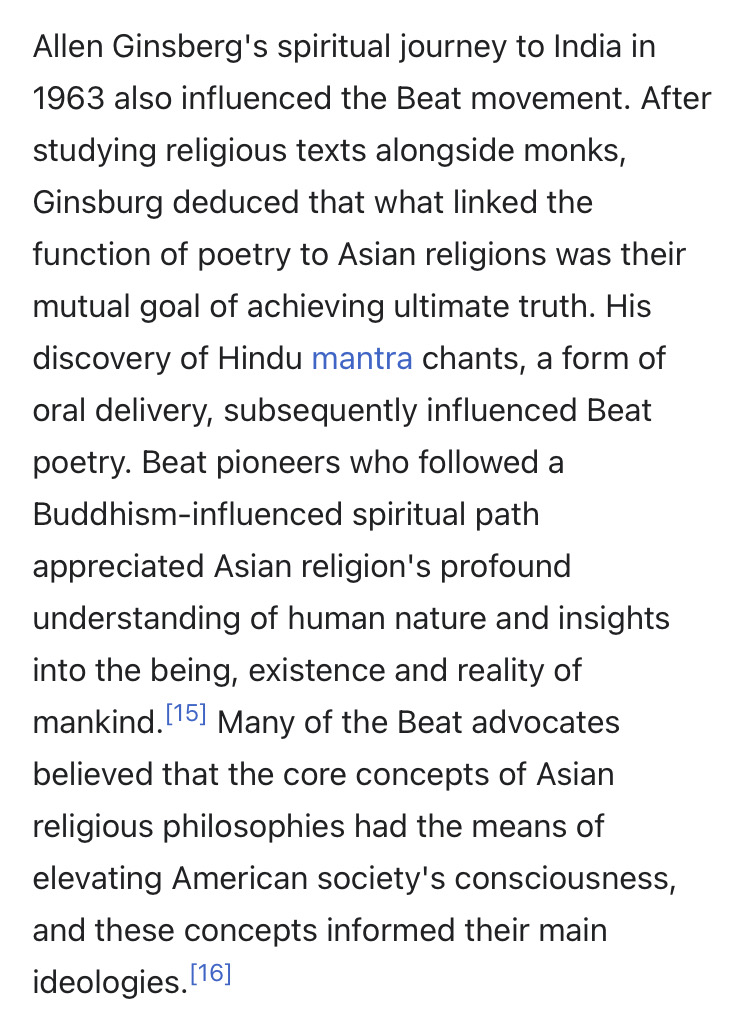 Allen Ginsberg's spiritual journey to India in
1963 also influenced the Beat movement. After
studying religious texts alongside monks,
Ginsburg deduced that what linked the
function of poetry to Asian religions was their
mutual goal of achieving ultimate truth. His
discovery of Hindu mantra chants, a form of
oral delivery, subsequently influenced Beat
poetry. Beat pioneers who followed a
Buddhism-influenced spiritual path
appreciated Asian religion's profound
understanding of human nature and insights
into the being, existence and reality of
mankind.[15] Many of the Beat advocates
believed that the core concepts of Asian
religious philosophies had the means of
elevating American society's consciousness,
and these concepts informed their main
ideologies.[16]